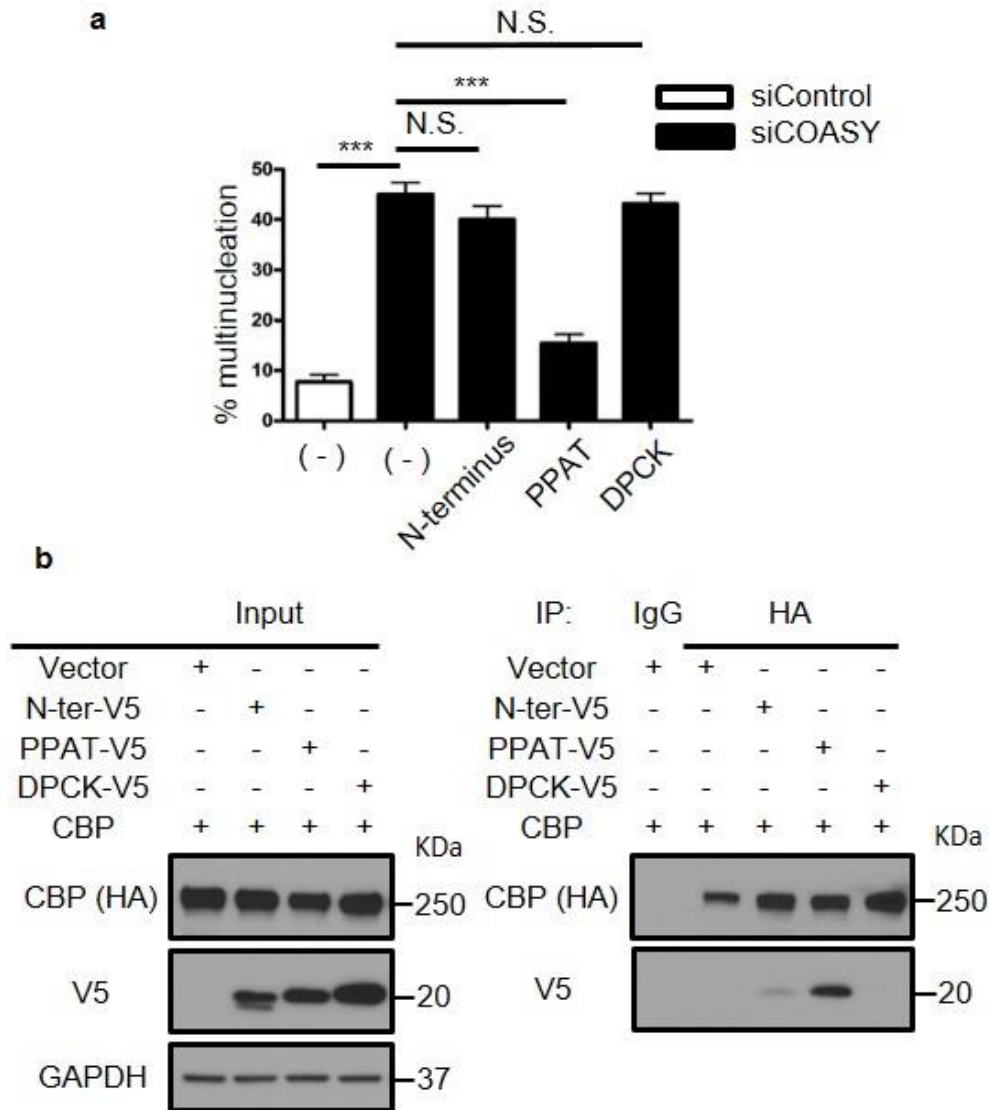 a
N.S.
***
N.S.
***
siControl
siCOASY
% multinucleation
50
40
30
20
10
0
( - ) ( - ) N-terminus PPAT DPCK
b
Input
Vector + - - -
N-ter-V5 - + - -
PPAT-V5 - - + -
DPCK-V5 - - - +
CBP + + + +
KDa
CBP (HA) 250
V5 20
GAPDH 37
IP: IgG HA
Vector + + - - -
N-ter-V5 - - + - -
PPAT-V5 - - - + -
DPCK-V5 - - - - +
CBP + + + + +
KDa
CBP (HA) 250
V5 20